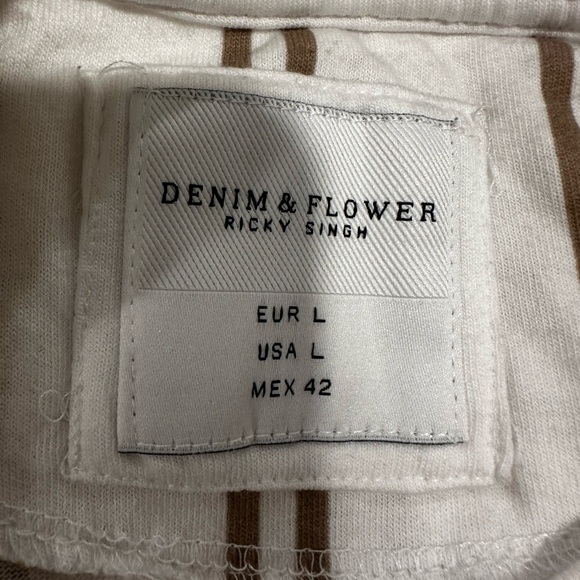 DENIM & FLOWER
RICKY SINGH
EUR L
USA L
MEX 42